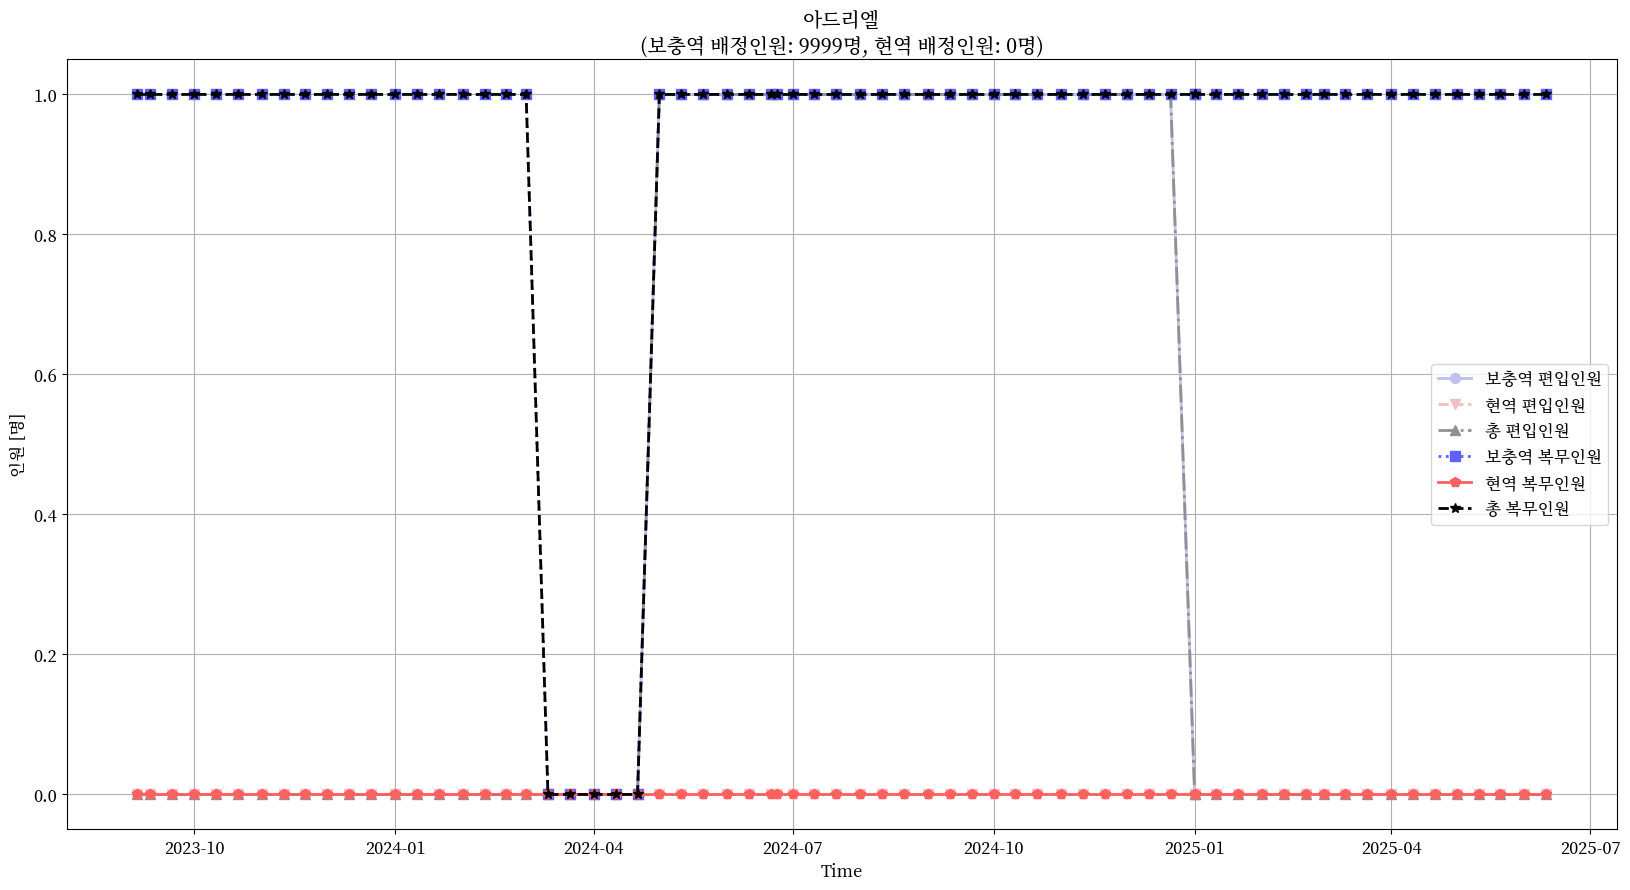 아드리엘
(보충역 배정인원: 9999명, 현역 배정인원: 0명)
1.0
0.8
0.6
0.4
0.2
0.0
인원 [명]
보충역 편입인원
현역 편입인원
총 편입인원
보충역 복무인원
현역 복무인원
총 복무인원
2023-10 2024-01 2024-04 2024-07 2024-10 2025-01 2025-04 2025-07
Time